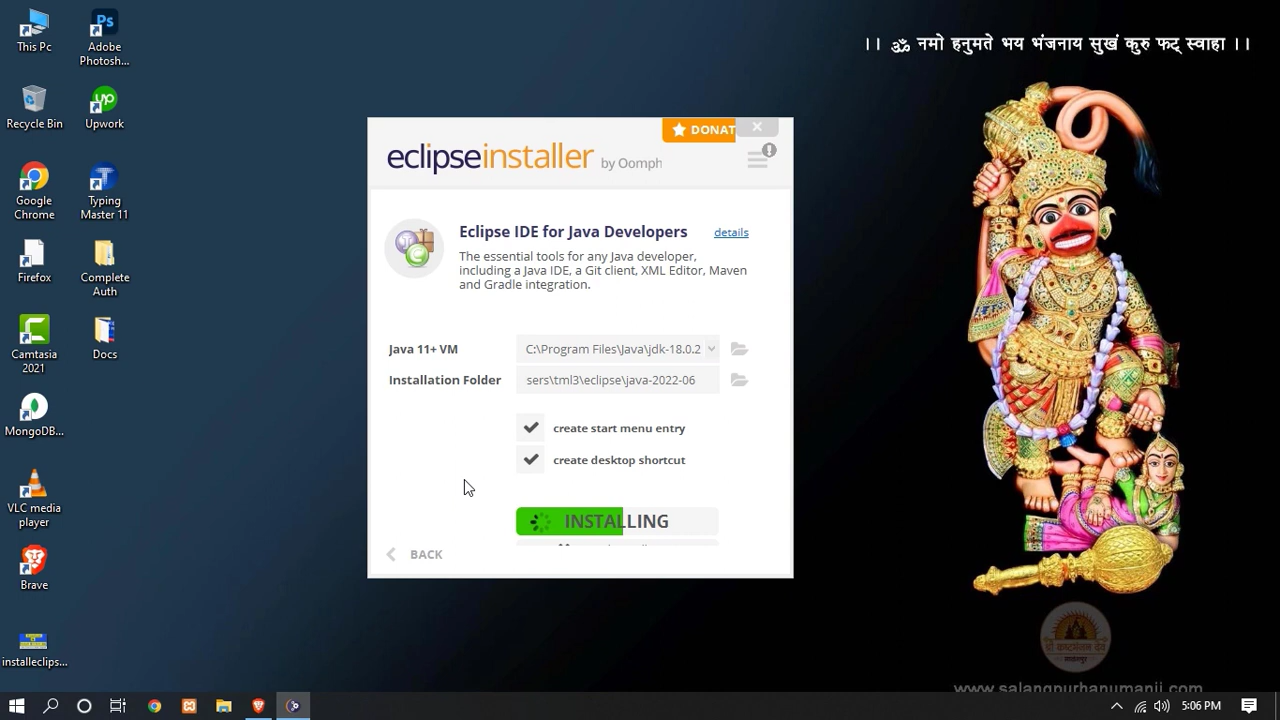 This Pc
Adobe
Photosh...
Recycle Bin
Upwork
Google
Chrome
Typing
Master 11
Firefox
Complete
Auth
Camtasia
2021
Docs
MongoDB...
VLC media
player
Brave
installeclips...
।। ॐ नमो हनुमते भय भंजनाय सुखं कुरु फट् स्वाहा ।।
DONAT
eclipseinstaller by Oomph
Eclipse IDE for Java Developers details
The essential tools for any Java developer,
including a Java IDE, a Git client, XML Editor, Maven
and Gradle integration.
Java 11+ VM C:\Program Files\Java\jdk-18.0.2
Installation Folder sers\tml3\eclipse\java-2022-06
create start menu entry
create desktop shortcut
INSTALLING
BACK
www.salangpurhanumanji.com
5:06 PM